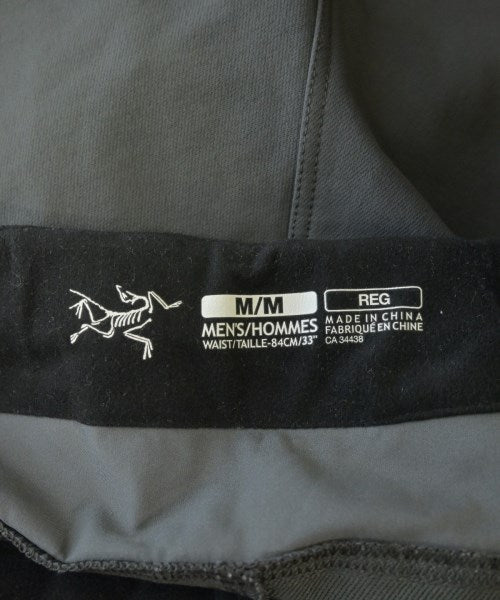 M/M
MEN'S/HOMMES
WAIST/TAILLE-84CM/33"
REG
MADE IN CHINA
FABRIQUÉ EN CHINE
CA 34438